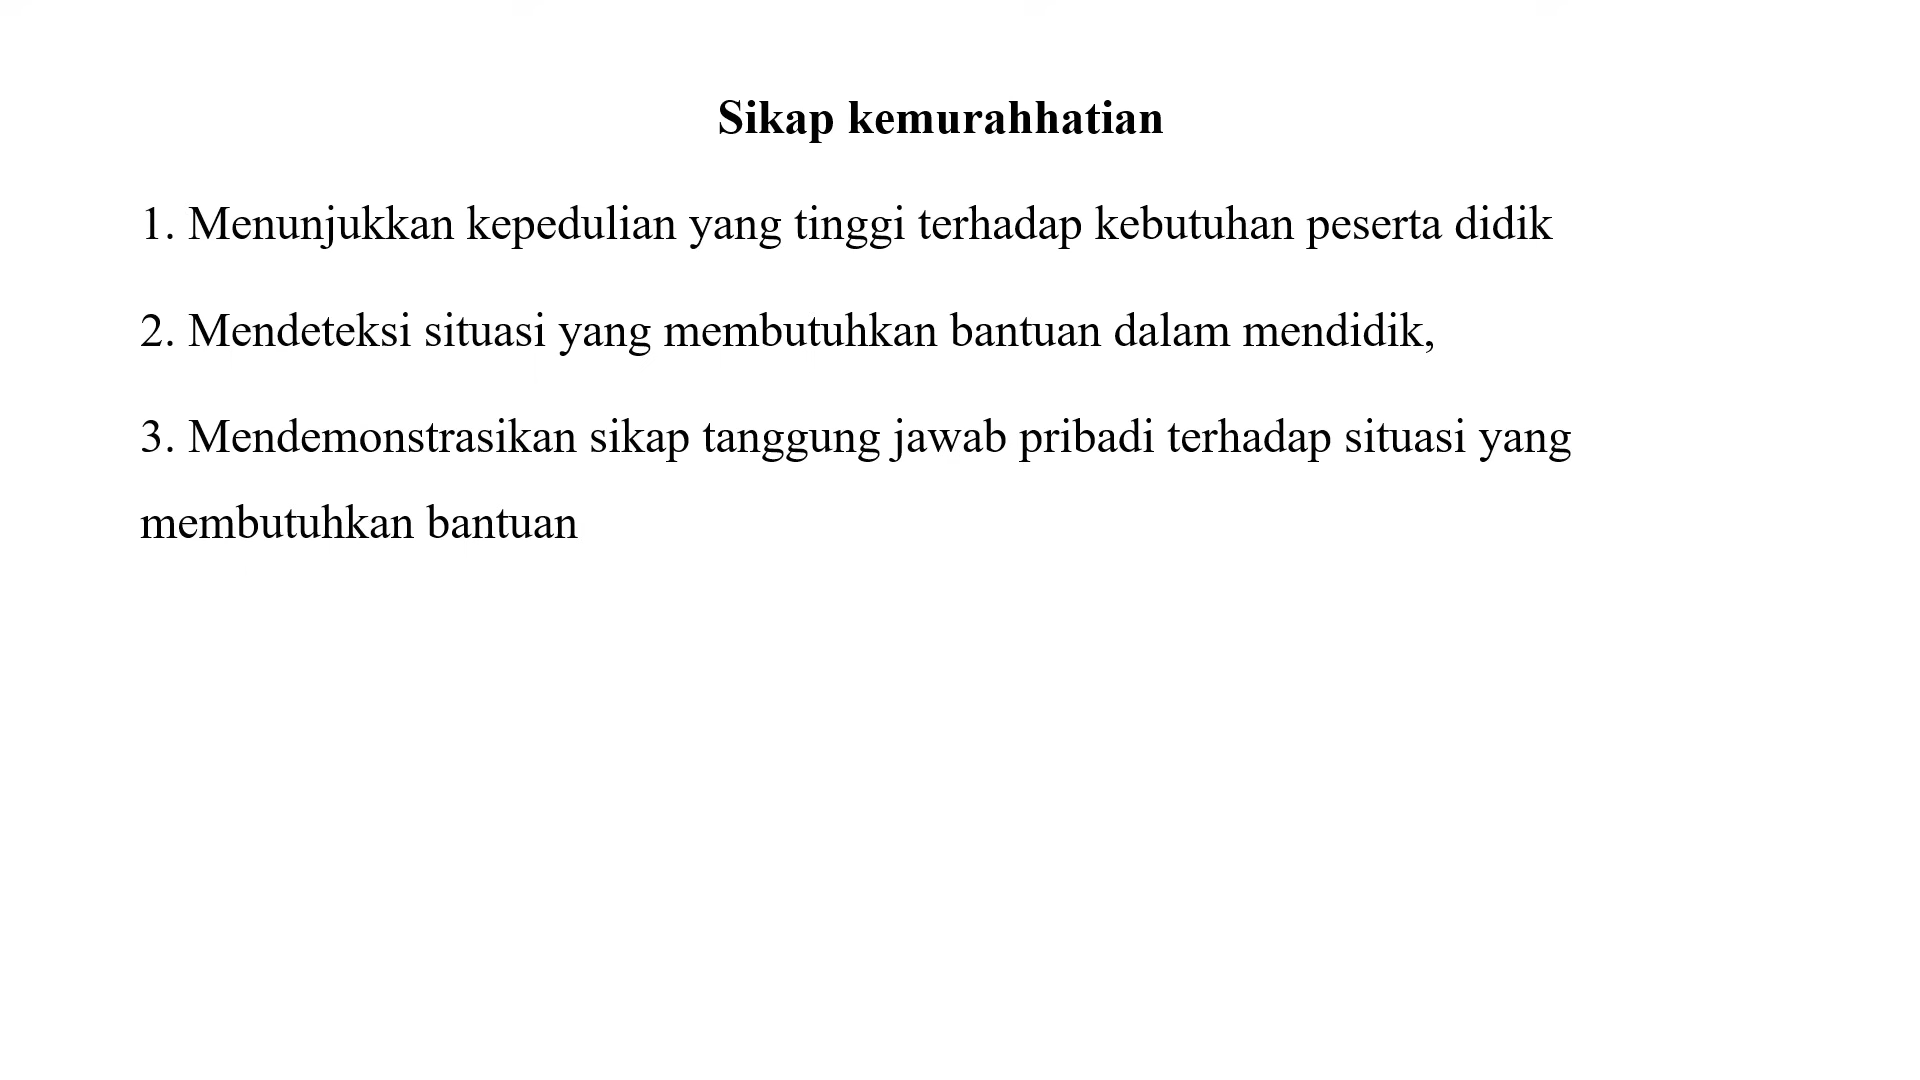 Sikap kemurahhatian
1. Menunjukkan kepedulian yang tinggi terhadap kebutuhan peserta didik
2. Mendeteksi situasi yang membutuhkan bantuan dalam mendidik,
3. Mendemonstrasikan sikap tanggung jawab pribadi terhadap situasi yang
membutuhkan bantuan